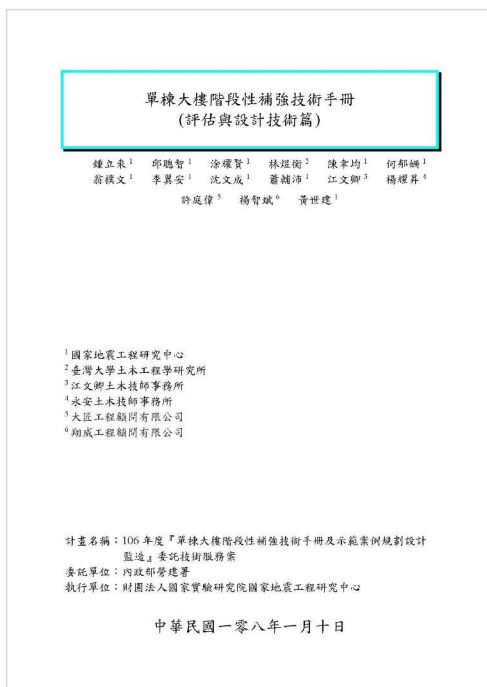 單棟大樓階段性補強技術手冊
(評估與設計技術篇)
鍾立來1 邱聰智1 涂耀賢1 林煜衡2 陳幸均1 何郁姍1
翁樸文1 李翼安1 沈文成1 蕭輔沛1 江文卿3 楊耀昇4
許庭偉5 楊智斌6 黃世建1
1 國家地震工程研究中心
2 臺灣大學土木工程學研究所
3 江文卿土木技師事務所
4 永安土木技師事務所
5 大匠工程顧問有限公司
6 翔威工程顧問有限公司
計畫名稱：106 年度『單棟大樓階段性補強技術手冊及示範案例規劃設計
監造』委託技術服務案
委託單位：內政部營建署
執行單位：財團法人國家實驗研究院國家地震工程研究中心
中華民國一零八年一月十日